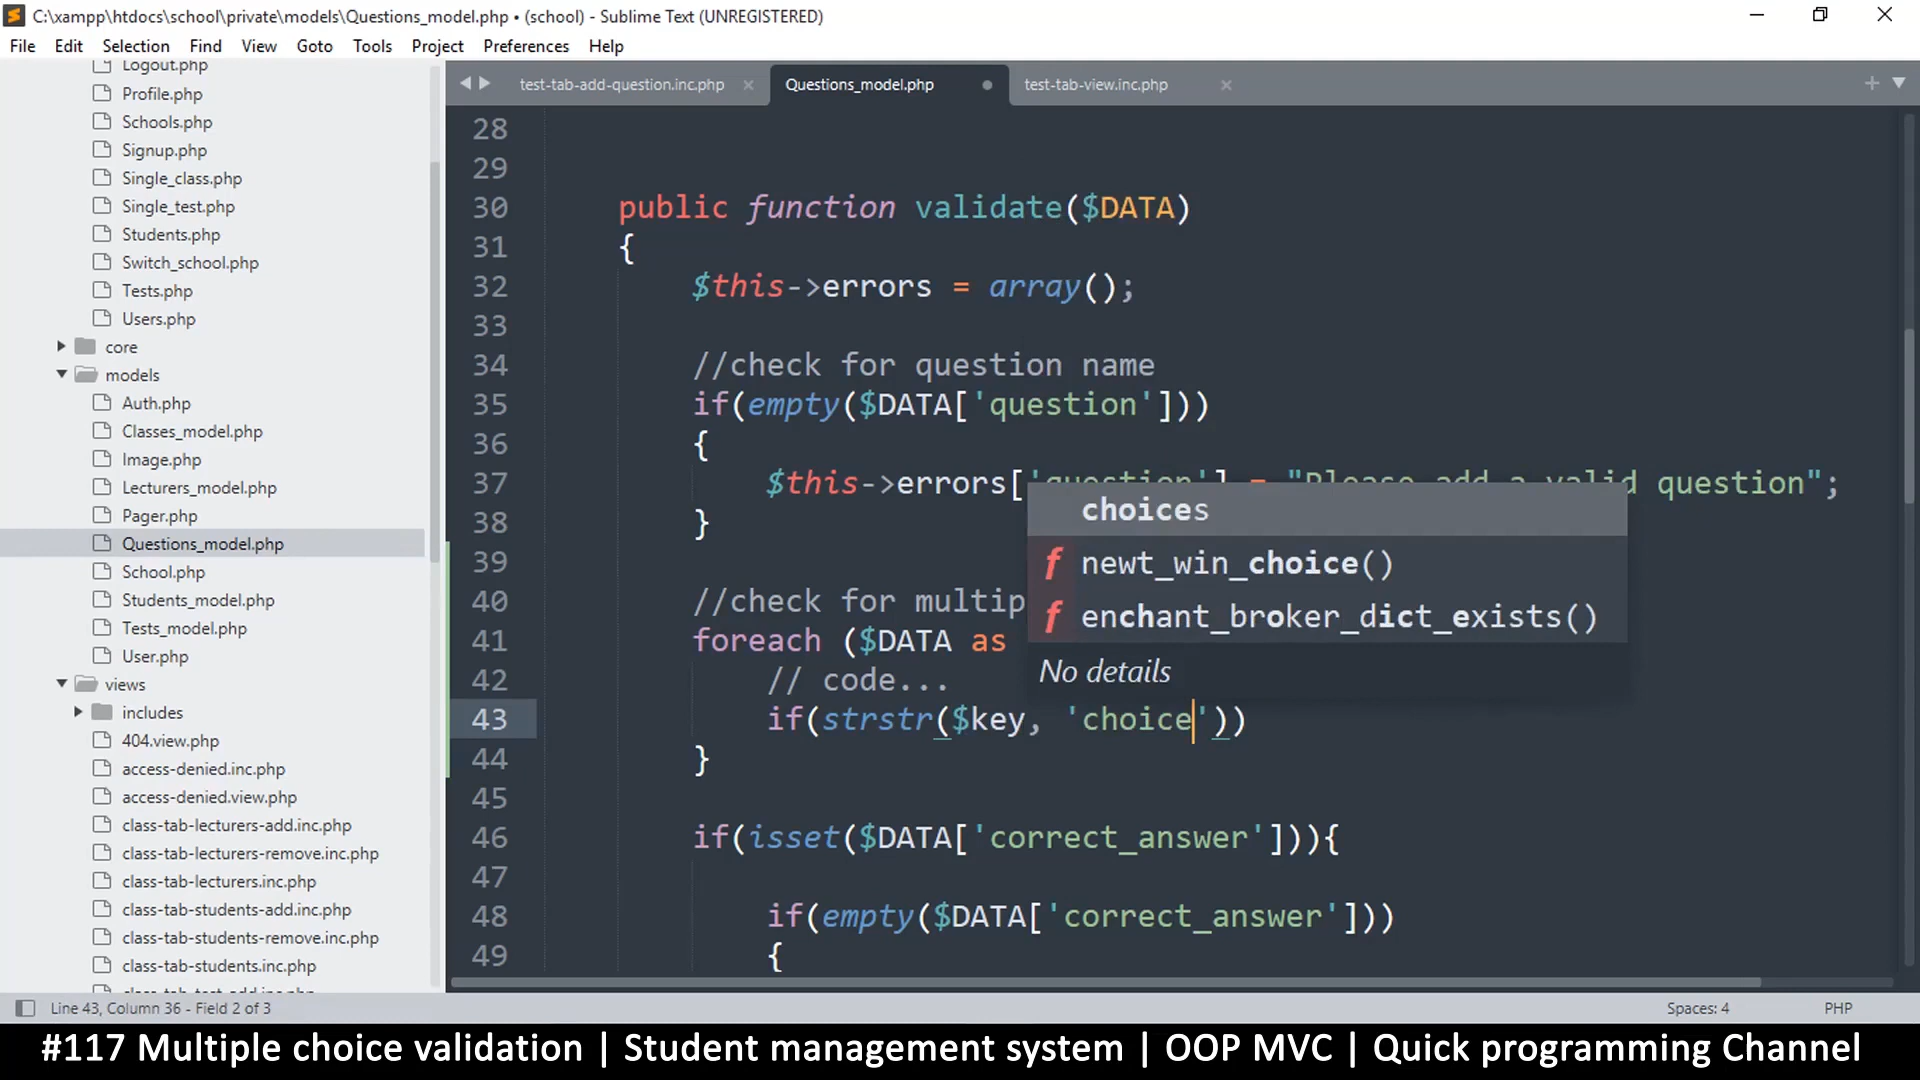 C:\xampp\htdocs\school\private\models\Questions_model.php • (school) - Sublime Text (UNREGISTERED)
File Edit Selection Find View Goto Tools Project Preferences Help
Logout.php
Profile.php
Schools.php
Signup.php
Single_class.php
Single_test.php
Students.php
Switch_school.php
Tests.php
Users.php
core
models
Auth.php
Classes_model.php
Image.php
Lecturers_model.php
Pager.php
Questions_model.php
School.php
Students_model.php
Tests_model.php
User.php
views
includes
404.view.php
access-denied.inc.php
access-denied.view.php
class-tab-lecturers-add.inc.php
class-tab-lecturers-remove.inc.php
class-tab-lecturers.inc.php
class-tab-students-add.inc.php
class-tab-students-remove.inc.php
class-tab-students.inc.php
test-tab-add-question.inc.php Questions_model.php test-tab-view.inc.php
28
29
30 public function validate($DATA)
31 {
32 $this->errors = array();
33
34 //check for question name
35 if(empty($DATA['question']))
36 {
37 $this->errors['question'] = "Please add a valid question";
38 }
39
40 //check for multip
41 foreach ($DATA as
42 // code...
43 if(strstr($key, 'choice'))
44 }
45
46 if(isset($DATA['correct_answer'])){
47
48 if(empty($DATA['correct_answer']))
49 {
choices
f newt_win_choice()
f enchant_broker_dict_exists()
No details
Line 43, Column 36 - Field 2 of 3 Spaces: 4 PHP
#117 Multiple choice validation | Student management system | OOP MVC | Quick programming Channel